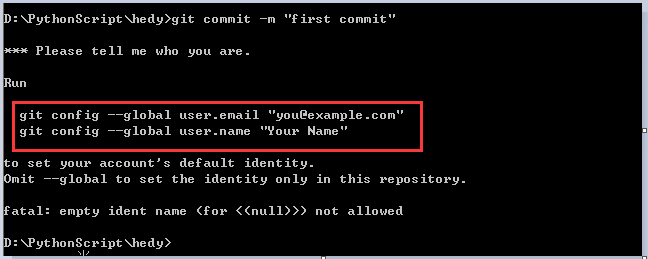 D:\PythonScript\hedy>git commit -m "first commit"
*** Please tell me who you are.
Run
git config --global user.email "you@example.com"
git config --global user.name "Your Name"
to set your account's default identity.
Omit --global to set the identity only in this repository.
fatal: empty ident name (for <(null)>) not allowed
D:\PythonScript\hedy>